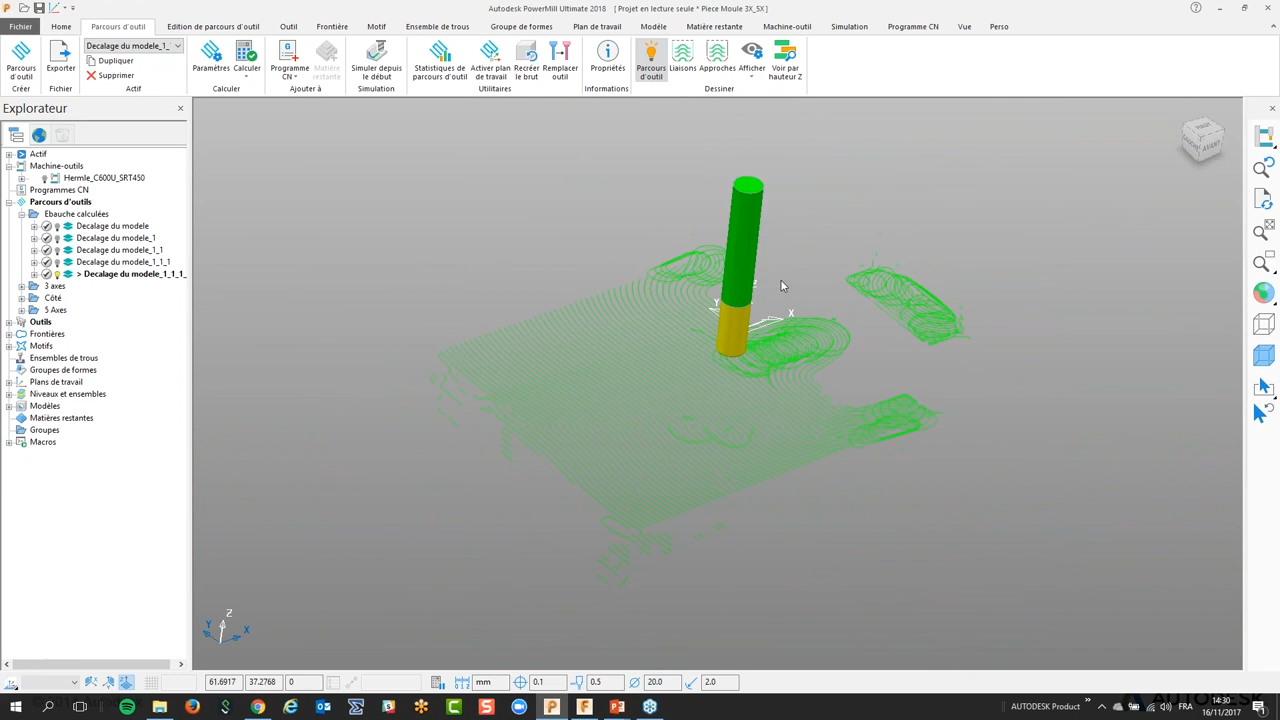 Autodesk PowerMill Ultimate 2018    [ Projet en lecture seule * Piece Moule 3X_5X ]
Fichier Home Parcours d'outil Edition de parcours d'outil Outil Frontière Motif Ensemble de trous Groupe de formes Plan de travail Modèle Matière restante Machine-outil Simulation Programme CN Vue Perso
Decalage du modele_1_
Dupliquer
Supprimer
Parcours d'outil
Exporter
Paramètres
Calculer
Programme CN
Matière restante
Simuler depuis le début
Statistiques de parcours d'outil
Activer plan de travail
Recréer le brut
Remplacer outil
Propriétés
Parcours d'outil
Liaisons
Approches
Afficher
Voir par hauteur Z
Créer Fichier Actif Calculer Ajouter à Simulation Utilitaires Informations Dessiner
Explorateur
Actif
Machine-outils
Hermle_C600U_SRT450
Programmes CN
Parcours d'outils
Ebauche calculées
Decalage du modele
Decalage du modele_1
Decalage du modele_1_1
Decalage du modele_1_1_1
> Decalage du modele_1_1_1_
3 axes
Côté
5 Axes
Outils
Frontières
Motifs
Ensembles de trous
Groupes de formes
Plans de travail
Niveaux et ensembles
Modèles
Matières restantes
Groupes
Macros
AVANT
Y
X
Z
Y
X
61.6917 37.2768 0 mm 0.1 0.5 20.0 2.0
AUTODESK Product FRA 14:30
16/11/2017